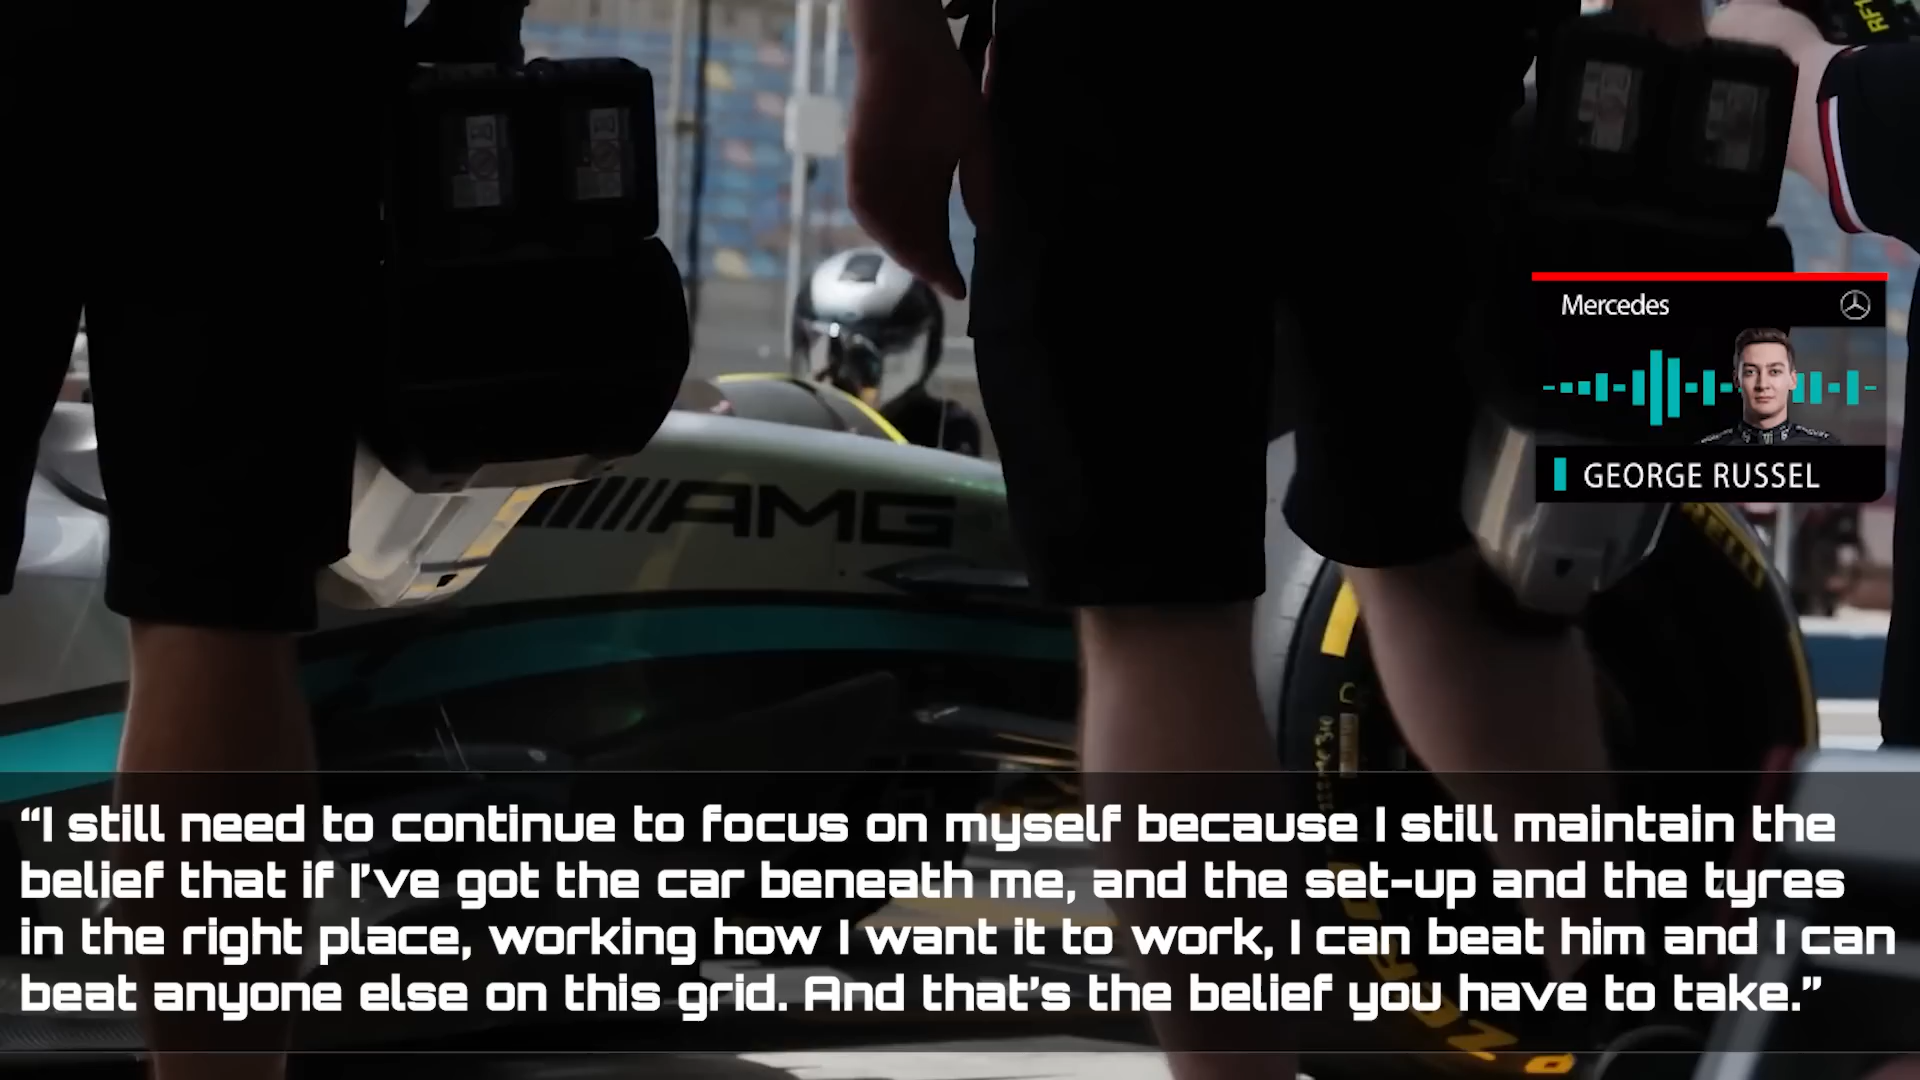 Mercedes
GEORGE RUSSEL
AMG
“I still need to continue to focus on myself because I still maintain the
belief that if I’ve got the car beneath me, and the set-up and the tyres
in the right place, working how I want it to work, I can beat him and I can
beat anyone else on this grid. And that’s the belief you have to take.”